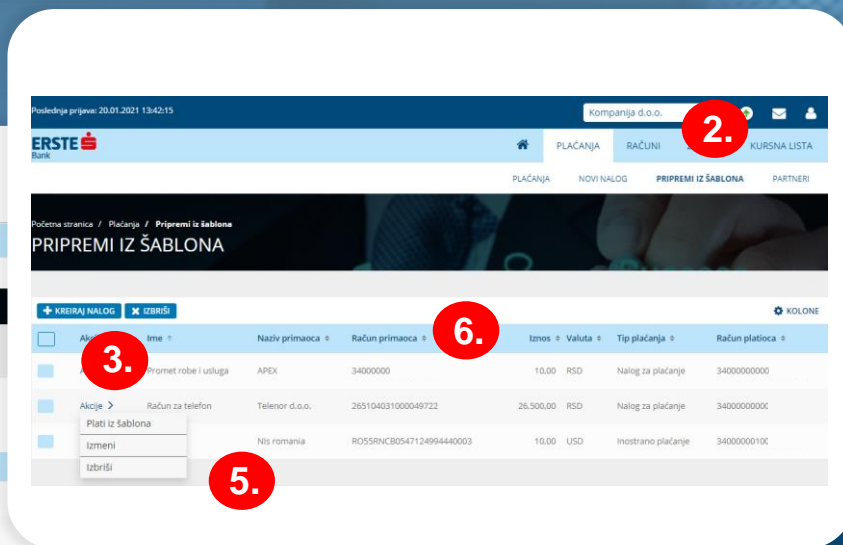 Poslednja prijava: 20.01.2021 13:42:15
Kompanija d.o.o.
2.
ERSTE
Bank
PLAĆANJA RAČUNI KURSNA LISTA
PLAĆANJA NOVI NALOG PRIPREMI IZ ŠABLONA PARTNERI
Početna stranica / Plaćanja / Pripremi iz šablona
PRIPREMI IZ ŠABLONA
KREIRAJ NALOG IZBRIŠI
KOLONE
6.
Ime Naziv primaoca Račun primaoca Iznos Valuta Tip plaćanja Račun platioca
3.
Promet robe i usluga APEX 34000000 10,00 RSD Nalog za plaćanje 34000000000
Akcije Račun za telefon Telenor d.o.o. 265104031000049722 26.500,00 RSD Nalog za plaćanje
Plati iz šablona
Nis romania RO55RNCB0547124994440003 10,00 USD Inostrano plaćanje
Izmeni
Izbriši
5.